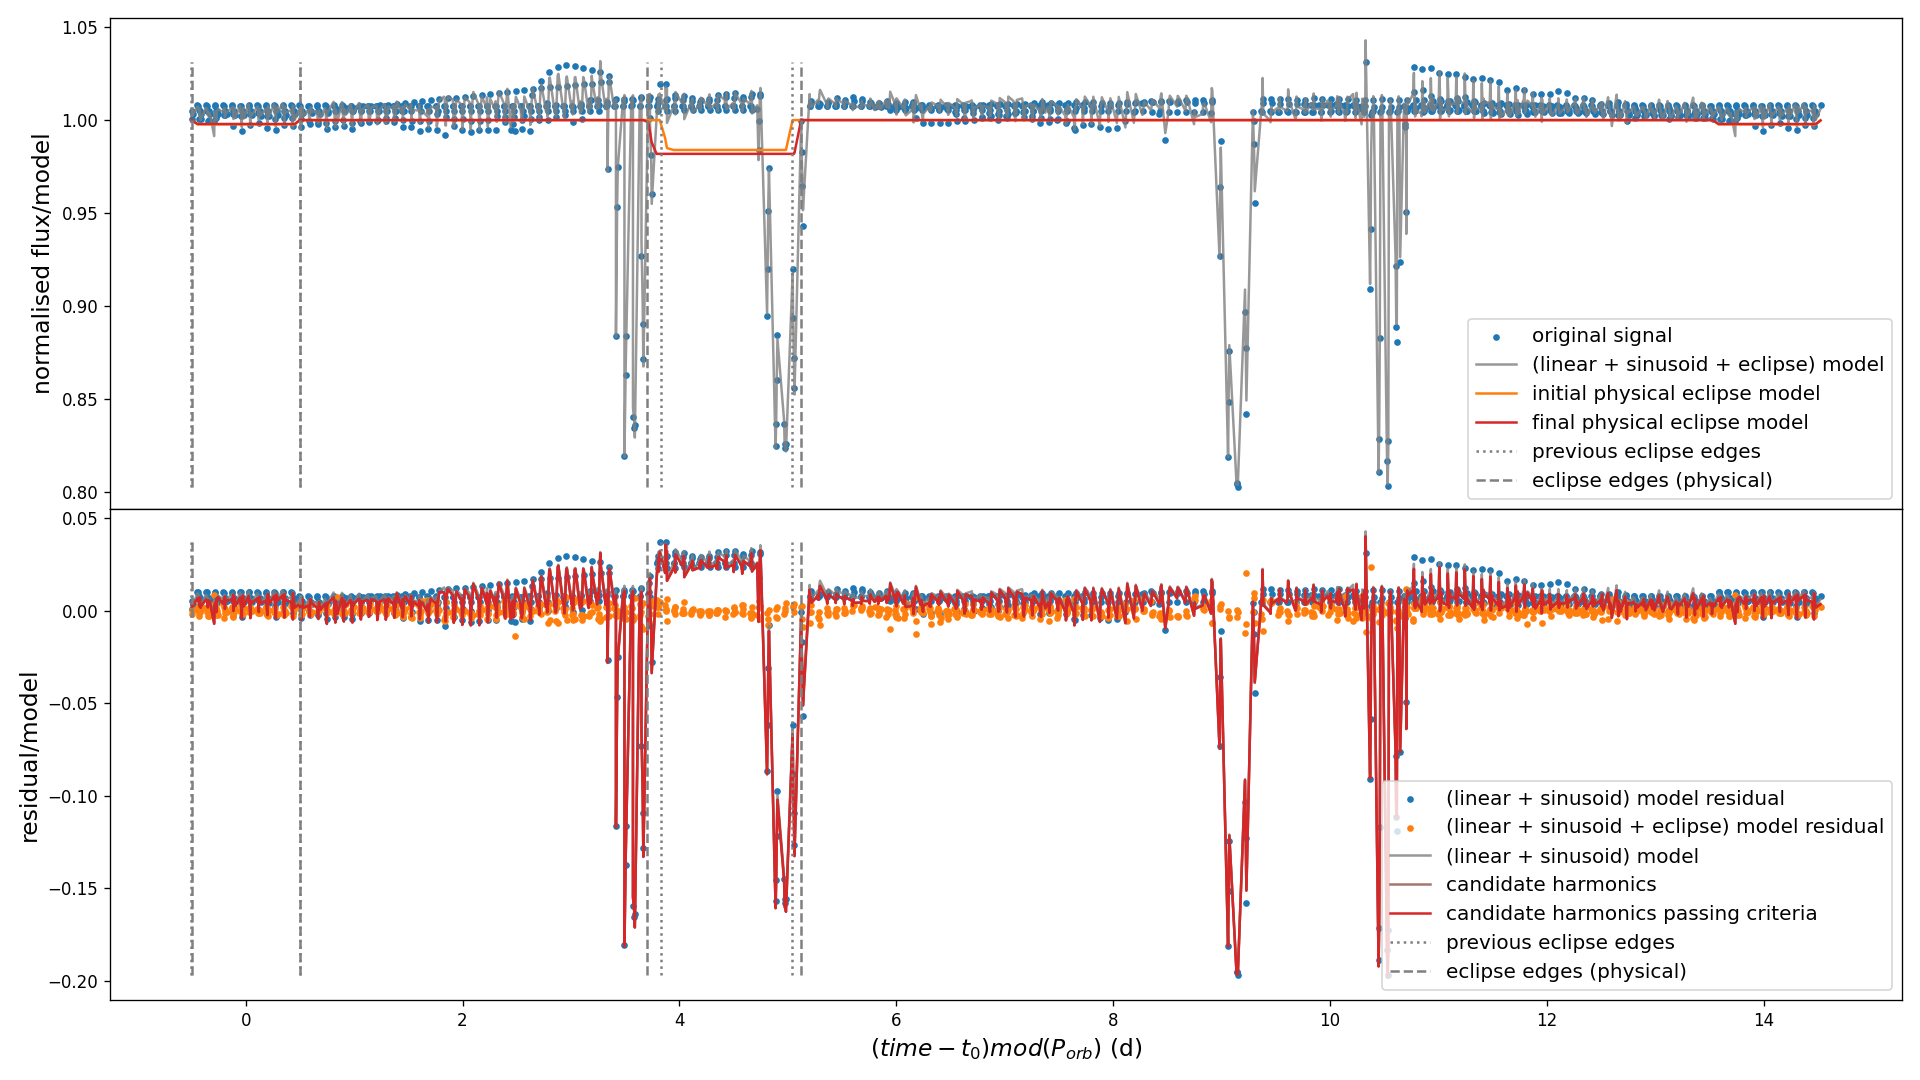 1.05
1.00
0.95
0.90
0.85
0.80
normalised flux/model
original signal
(linear + sinusoid + eclipse) model
initial physical eclipse model
final physical eclipse model
previous eclipse edges
eclipse edges (physical)
0.05
0.00
−0.05
−0.10
−0.15
−0.20
residual/model
(linear + sinusoid) model residual
(linear + sinusoid + eclipse) model residual
(linear + sinusoid) model
candidate harmonics
candidate harmonics passing criteria
previous eclipse edges
eclipse edges (physical)
0 2 4 6 8 10 12 14
(time − t₀)mod(P_orb) (d)